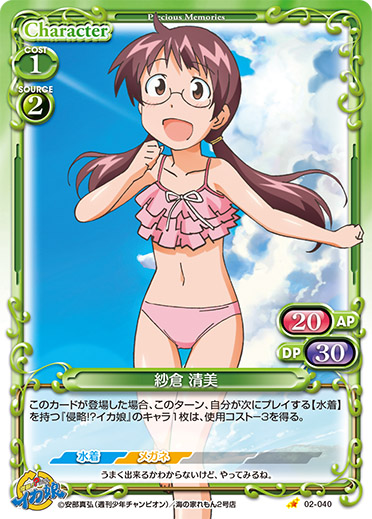 Precious Memories
Character
COST
1
SOURCE
2
20 AP
DP 30
紗倉 清美
このカードが登場した場合、このターン、自分が次にプレイする【水着】
を持つ『侵略!?イカ娘』のキャラ1枚は、使用コスト−3を得る。
水着 メガネ
うまく出来るかわからないけど、やってみるね。
イカ娘
©安部真弘(週刊少年チャンピオン)/海の家れもん2号店
02-040